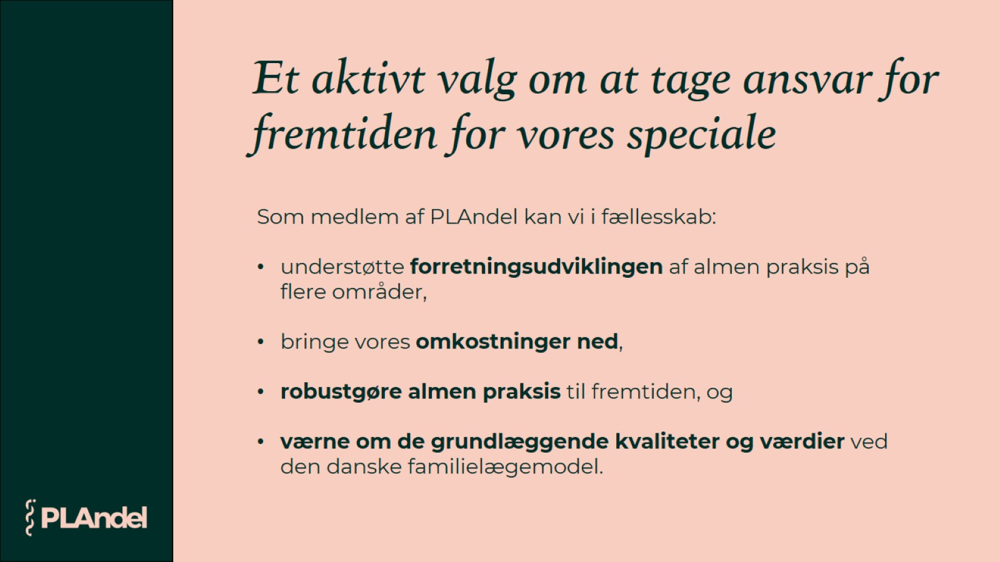 Et aktivt valg om at tage ansvar for
fremtiden for vores speciale
Som medlem af PLAndel kan vi i fællesskab:
• understøtte forretningsudviklingen af almen praksis på
flere områder,
• bringe vores omkostninger ned,
• robustgøre almen praksis til fremtiden, og
• værne om de grundlæggende kvaliteter og værdier ved
den danske familielægemodel.
PLAndel